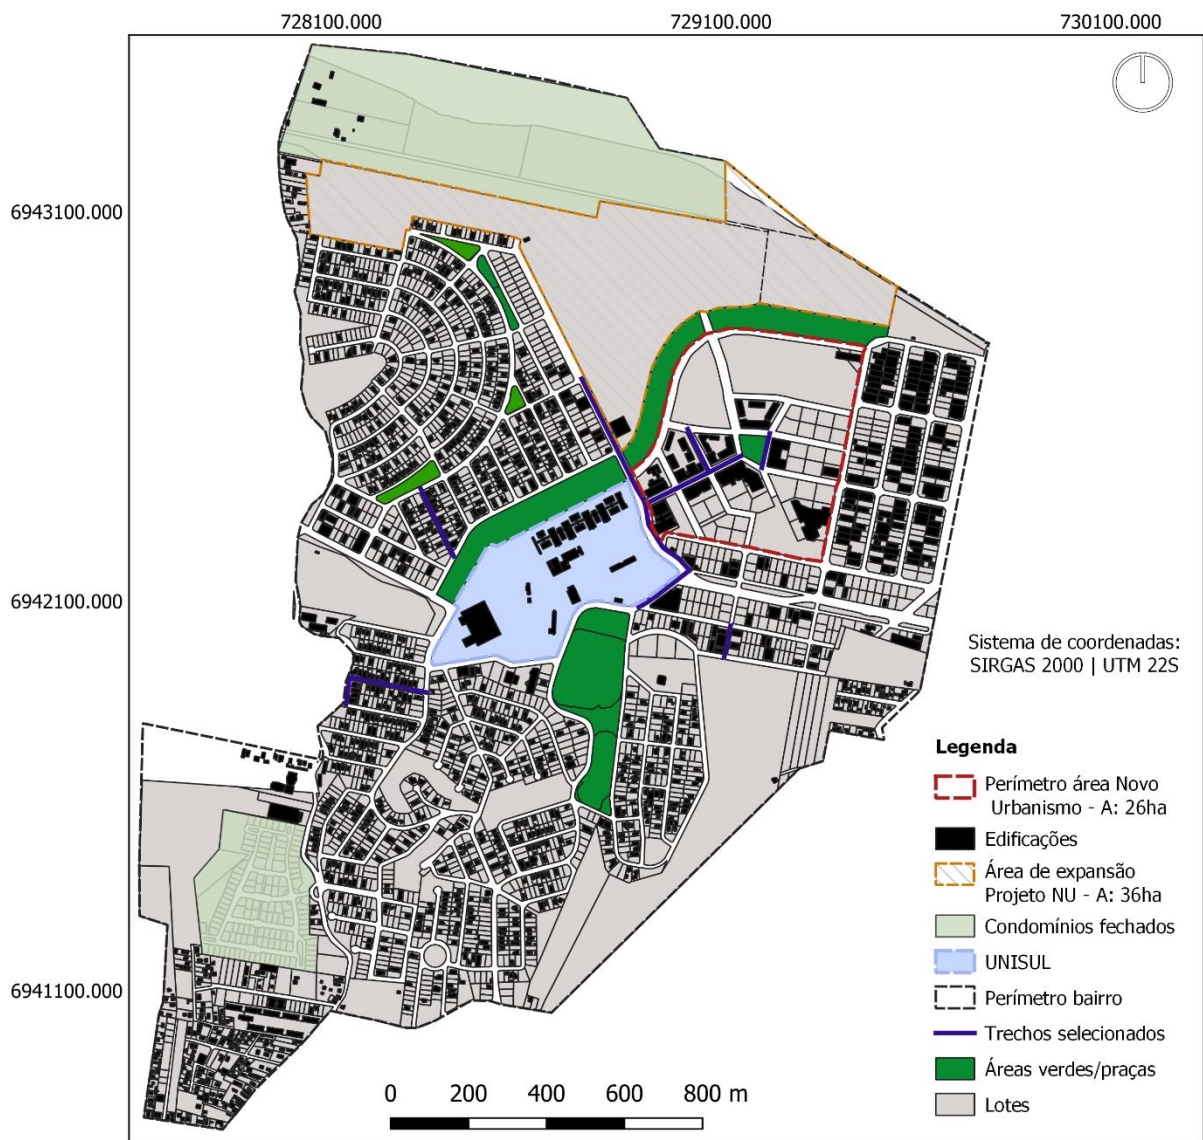 728100.000 729100.000 730100.000
6943100.000
6942100.000
Sistema de coordenadas:
SIRGAS 2000 | UTM 22S
Legenda
Perímetro área Novo
Urbanismo - A: 26ha
Edificações
Área de expansão
Projeto NU - A: 36ha
Condomínios fechados
UNISUL
6941100.000
Perímetro bairro
Trechos selecionados
Áreas verdes/praças
0 200 400 600 800 m
Lotes